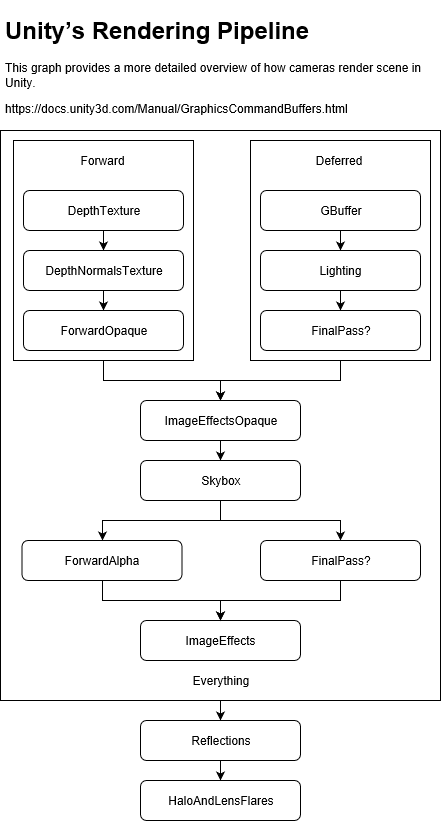 Unity’s Rendering Pipeline
This graph provides a more detailed overview of how cameras render scene in
Unity.
https://docs.unity3d.com/Manual/GraphicsCommandBuffers.html
Forward
DepthTexture
DepthNormalsTexture
ForwardOpaque
Deferred
GBuffer
Lighting
FinalPass?
ImageEffectsOpaque
Skybox
ForwardAlpha
FinalPass?
ImageEffects
Everything
Reflections
HaloAndLensFlares